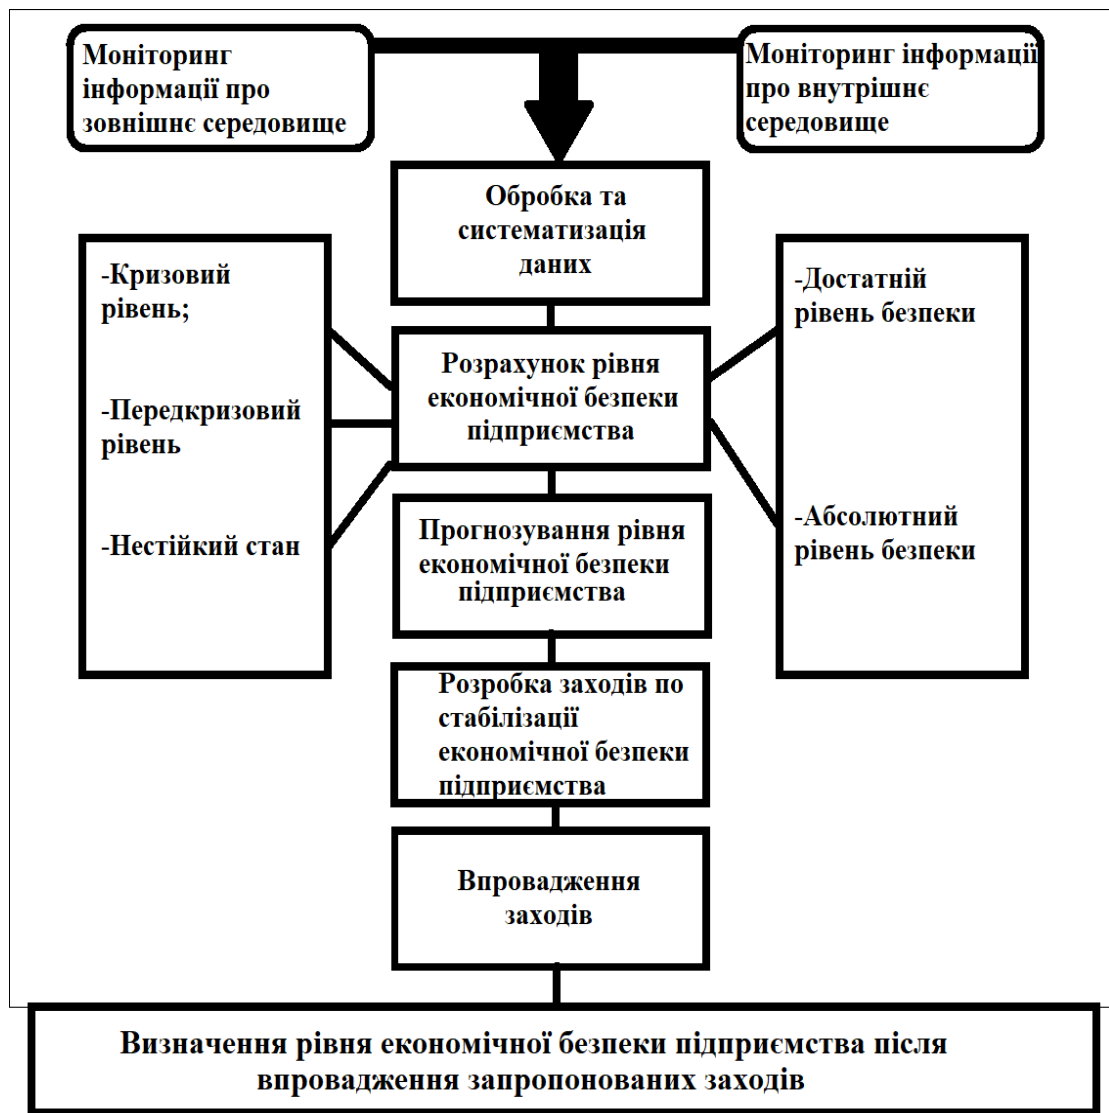 Моніторинг
інформації про
зовнішнє середовище
Моніторинг інформації
про внутрішнє
середовище
Обробка та
систематизація
даних
-Кризовий
рівень;
-Передкризовий
рівень
-Нестійкий стан
-Достатній
рівень безпеки
-Абсолютний
рівень безпеки
Розрахунок рівня
економічної безпеки
підприємства
Прогнозування рівня
економічної безпеки
підприємства
Розробка заходів по
стабілізації
економічної безпеки
підприємства
Впровадження
заходів
Визначення рівня економічної безпеки підприємства після
впровадження запропонованих заходів